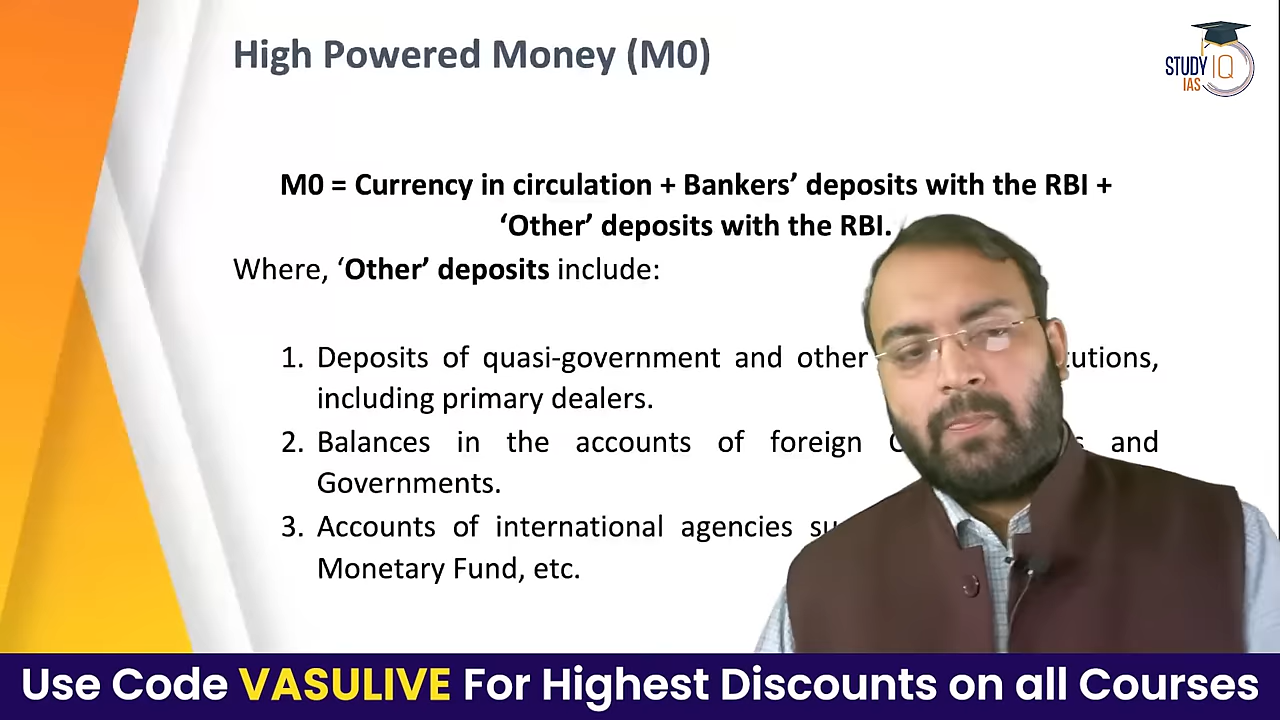 High Powered Money (M0)
STUDY IQ
IAS
M0 = Currency in circulation + Bankers’ deposits with the RBI +
‘Other’ deposits with the RBI.
Where, ‘Other’ deposits include:
1. Deposits of quasi-government and other
including primary dealers.
2. Balances in the accounts of foreign and
Governments.
3. Accounts of international agencies
Monetary Fund, etc.
Use Code VASULIVE For Highest Discounts on all Courses